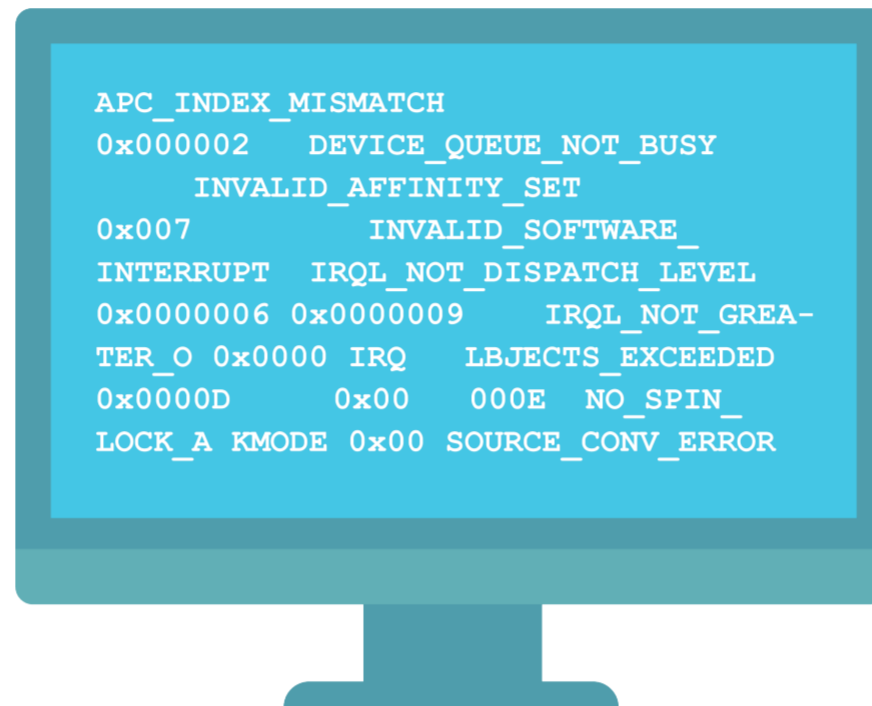 APC_INDEX_MISMATCH
0x000002 DEVICE_QUEUE_NOT_BUSY
INVALID_AFFINITY_SET
0x007 INVALID_SOFTWARE_
INTERRUPT IRQL_NOT_DISPATCH_LEVEL
0x0000006 0x0000009 IRQL_NOT_GREA-
TER_O 0x0000 IRQ LBJECTS_EXCEEDED
0x0000D 0x00 000E NO_SPIN_
LOCK_A KMODE 0x00 SOURCE_CONV_ERROR